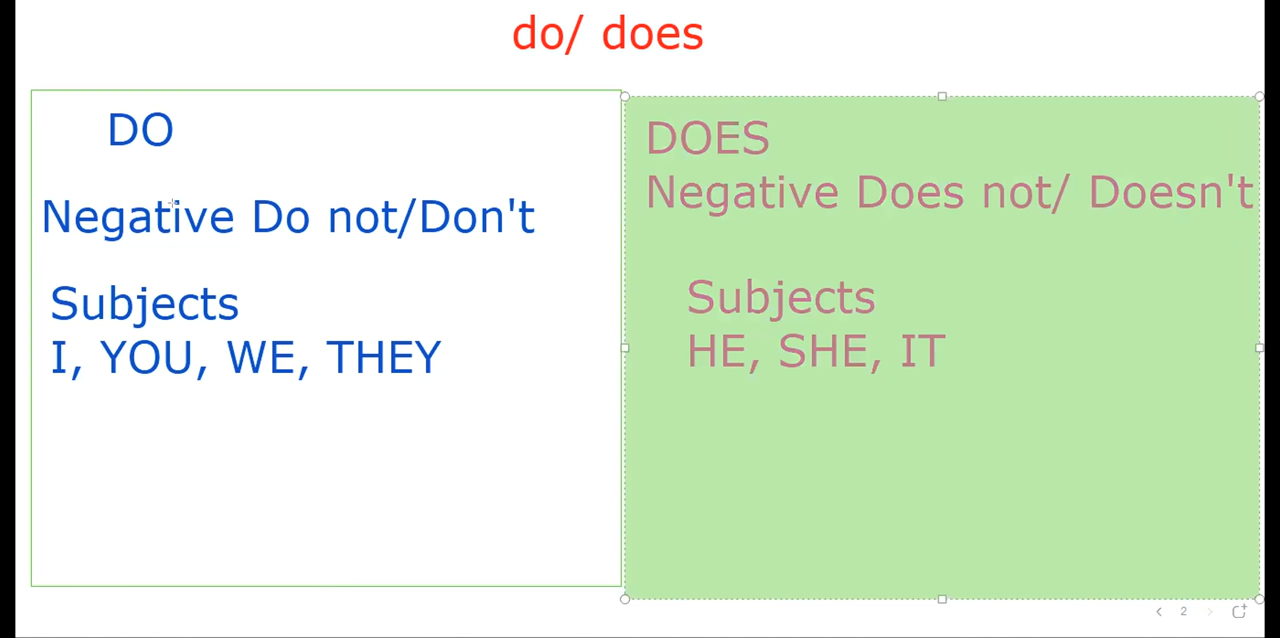 do/ does
DO
Negative Do not/Don't
Subjects
I, YOU, WE, THEY
DOES
Negative Does not/ Doesn't
Subjects
HE, SHE, IT
2